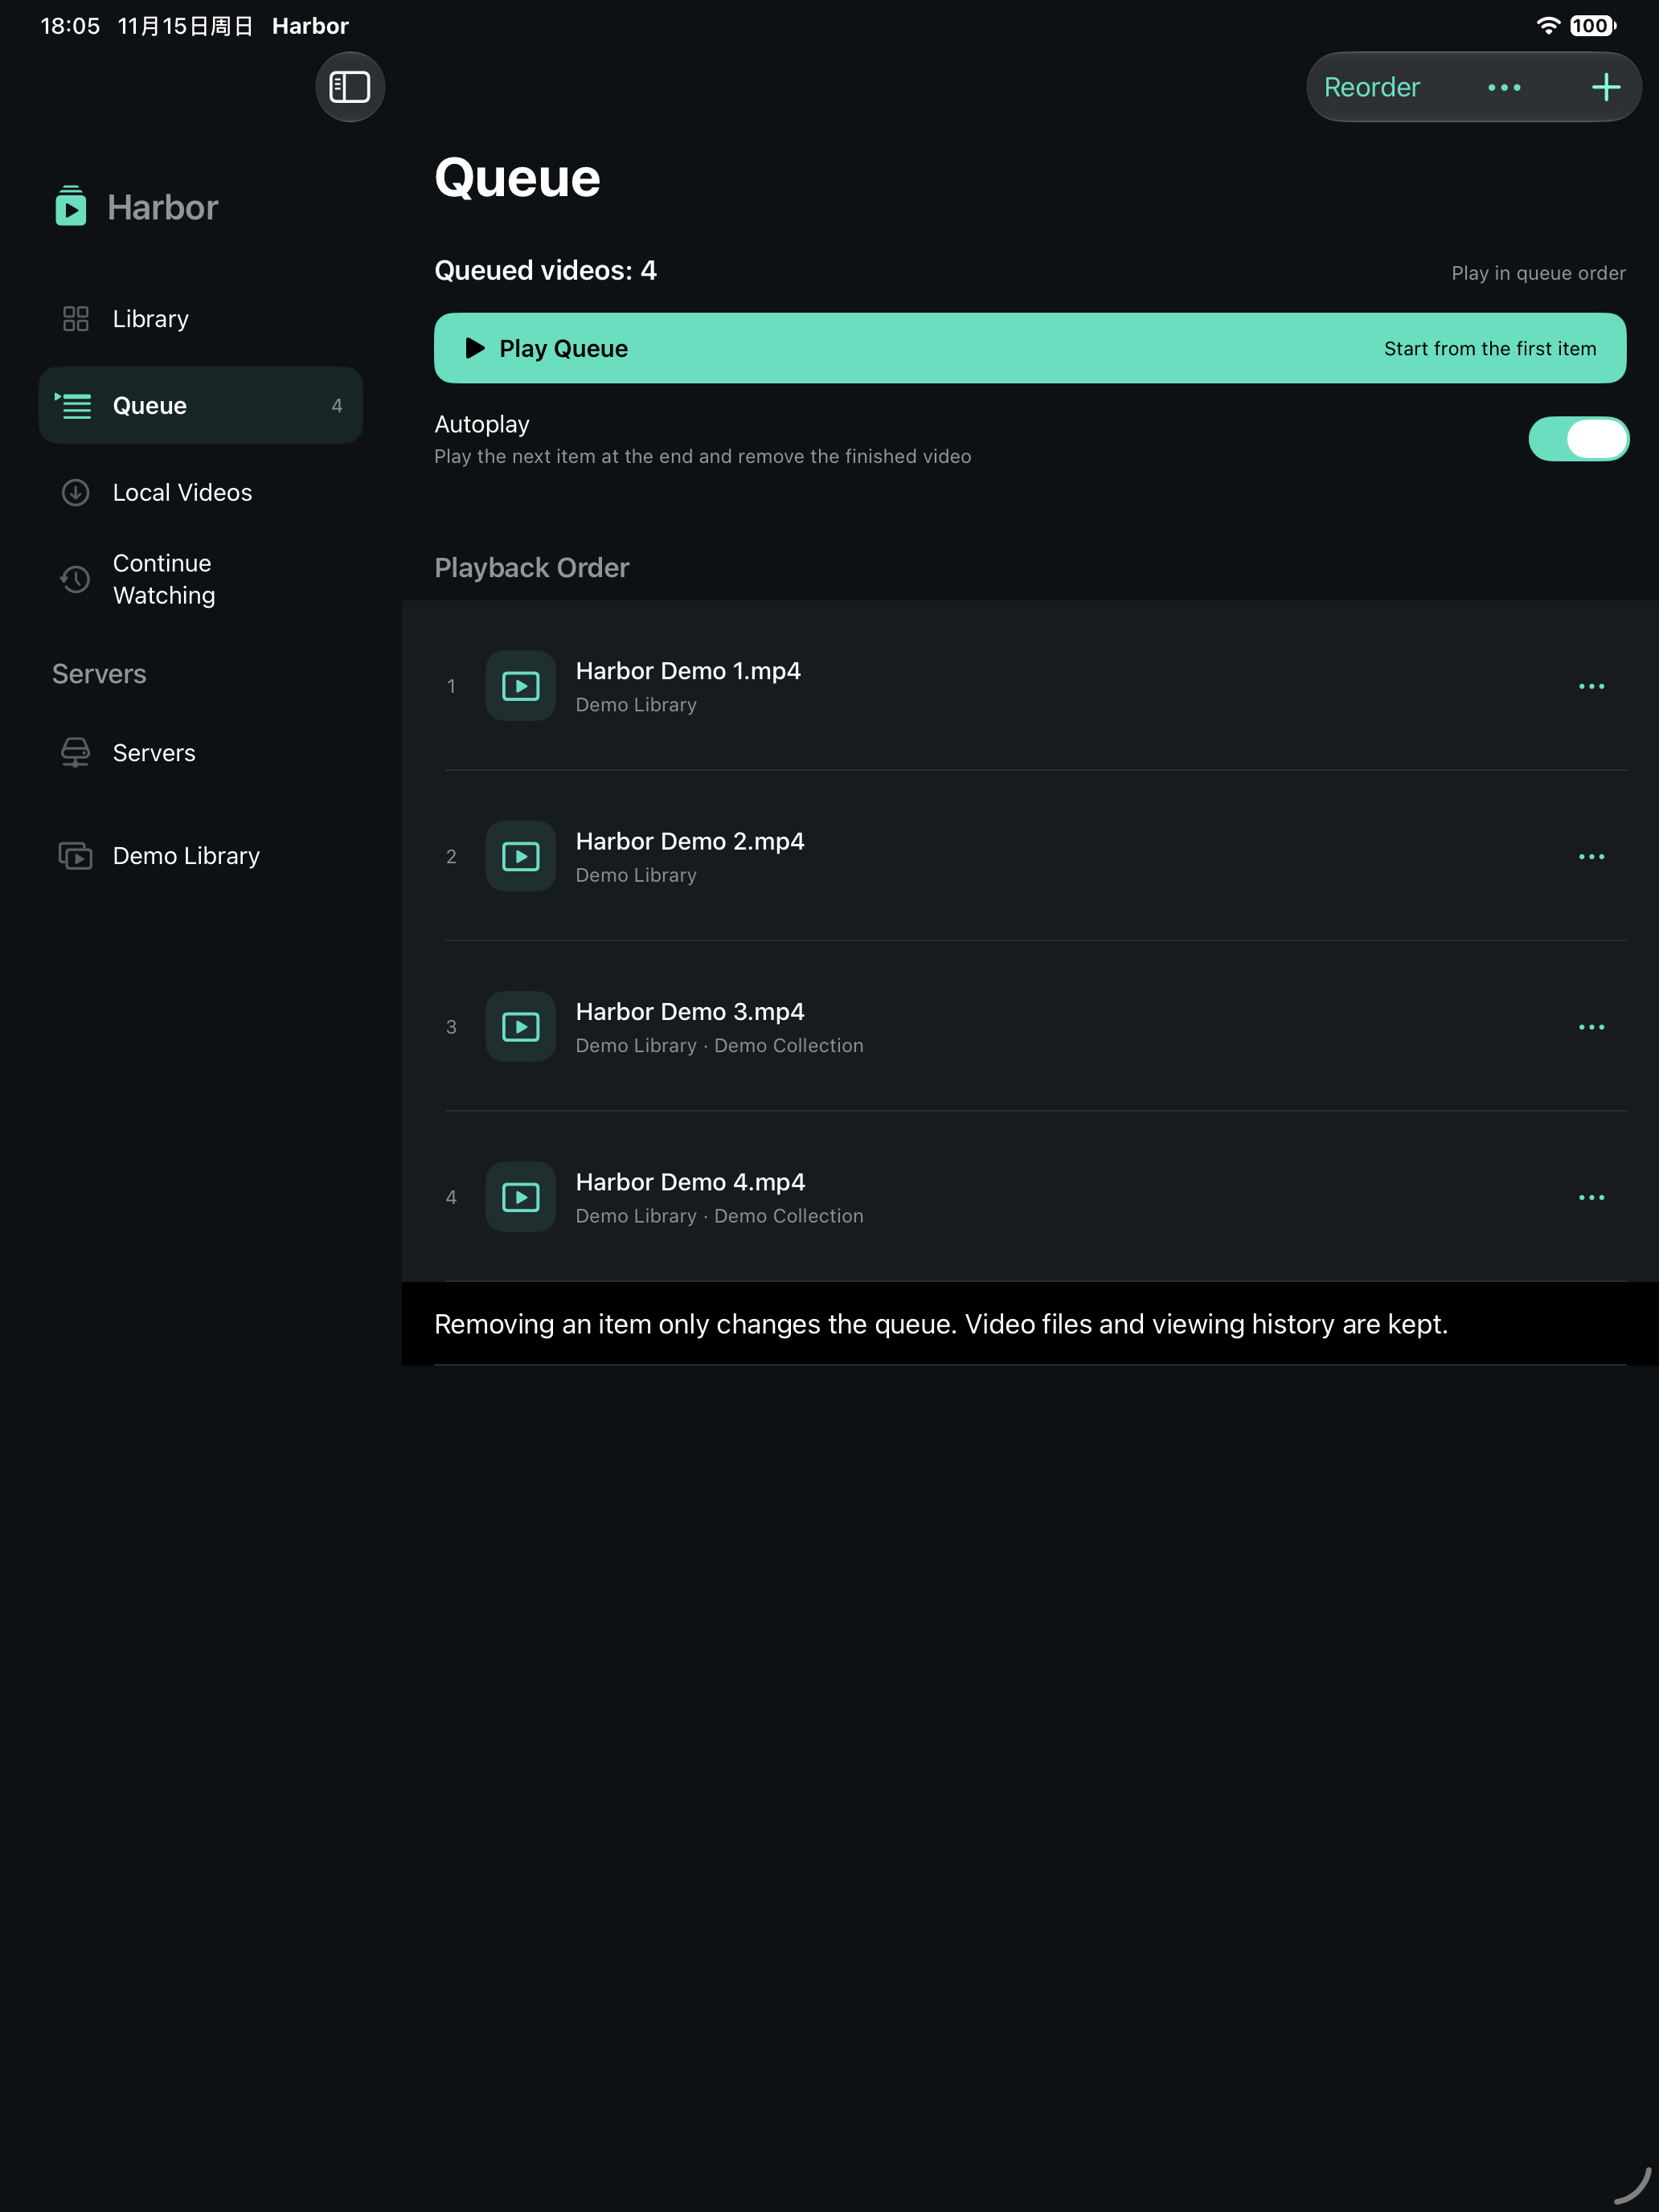 18:05 11月15日周日 Harbor
100
Reorder
Harbor
Library
Queue 4
Local Videos
Continue
Watching
Servers
Servers
Demo Library
Queue
Queued videos: 4
Play in queue order
Play Queue
Start from the first item
Autoplay
Play the next item at the end and remove the finished video
Playback Order
1
Harbor Demo 1.mp4
Demo Library
2
Harbor Demo 2.mp4
Demo Library
3
Harbor Demo 3.mp4
Demo Library · Demo Collection
4
Harbor Demo 4.mp4
Demo Library · Demo Collection
Removing an item only changes the queue. Video files and viewing history are kept.